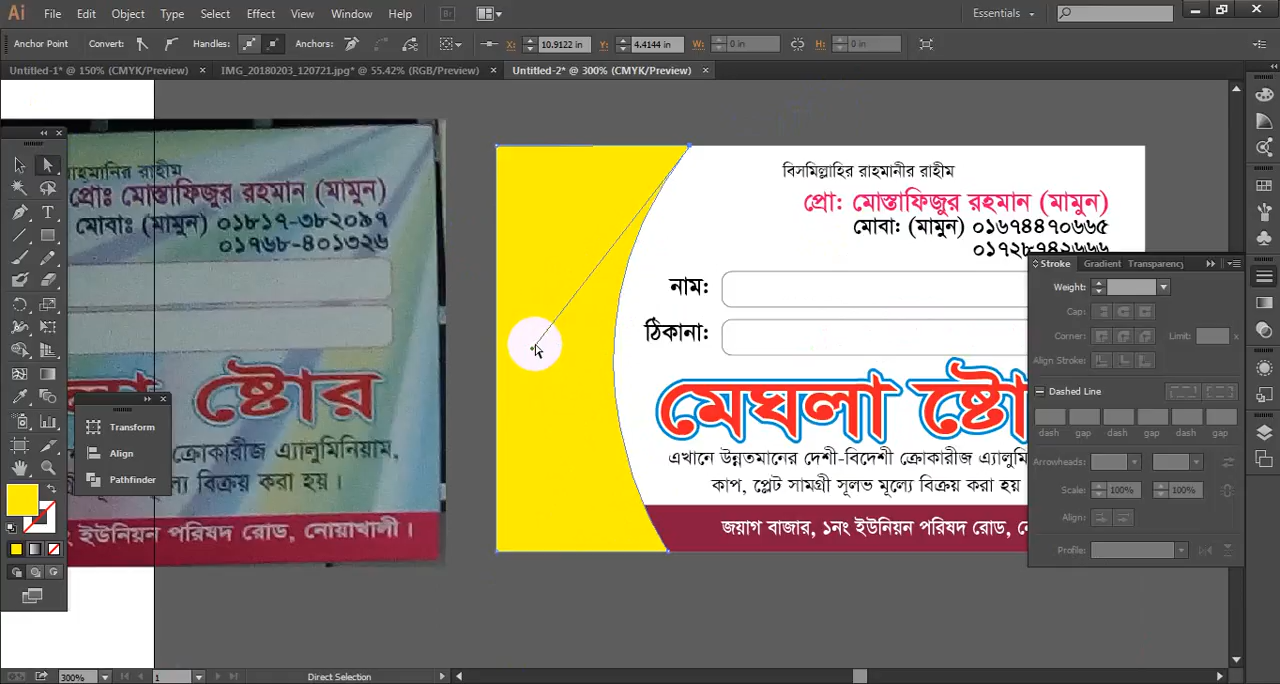 Ai File Edit Object Type Select Effect View Window Help Br Essentials
Anchor Point Convert: Handles: Anchors: X: 10.9122 in Y: 4.4144 in W: 0 in H: 0 in
Untitled-1* @ 150% (CMYK/Preview) × IMG_20180203_120721.jpg* @ 55.42% (RGB/Preview) × Untitled-2* @ 300% (CMYK/Preview) ×
রাহমানির রাহীম
প্রোঃ মোস্তাফিজুর রহমান (মামুন)
মোবাঃ (মামুন) ০১৮১৭-৩৮২০৯৭
০১৭৬৮-৪০১৩২৬
ষ্টোর
ক্রোকারীজ এ্যালুমিনিয়াম,
মূল্যে বিক্রয় করা হয়।
ইউনিয়ন পরিষদ রোড, নোয়াখালী।
বিসমিল্লাহির রাহমানীর রাহীম
প্রো: মোস্তাফিজুর রহমান (মামুন)
মোবা: (মামুন) ০১৬৭৪৪৭০৬৬৫
০১৭২৮৭৪২৬৬৬
নাম:
ঠিকানা:
মেঘলা ষ্টো
এখানে উন্নতমানের দেশী-বিদেশী ক্রোকারীজ এ্যালুমি
কাপ, প্লেট সামগ্রী সূলভ মূল্যে বিক্রয় করা হয়
জয়াগ বাজার, ১নং ইউনিয়ন পরিষদ রোড, নো
Transform
Align
Pathfinder
Stroke Gradient Transparency
Weight:
Cap:
Corner: Limit:
Align Stroke:
Dashed Line
dash gap dash gap dash gap
Arrowheads:
Scale: 100% 100%
Align:
Profile:
300% 1 Direct Selection